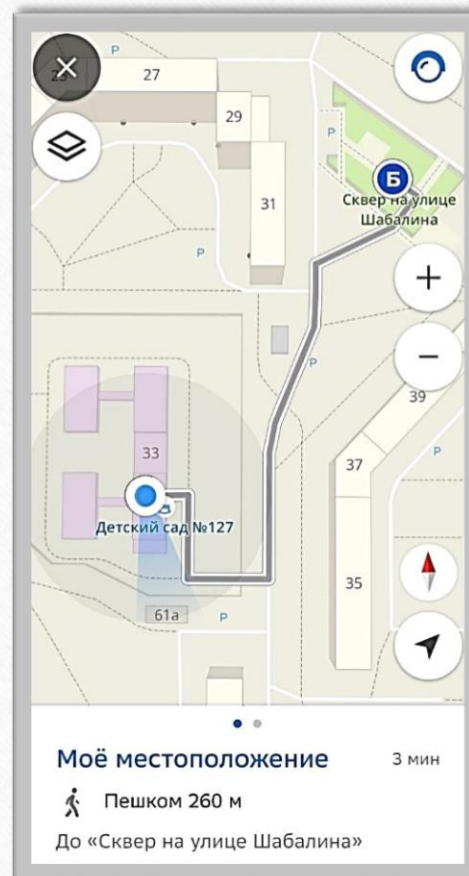 Р
27
29
Р
31
Б
Сквер на улице
Шабалина
Р
Р
39
Р
33
37
Детский сад №127
35
61а
Р
Моё местоположение
3 мин
Пешком 260 м
До «Сквер на улице Шабалина»